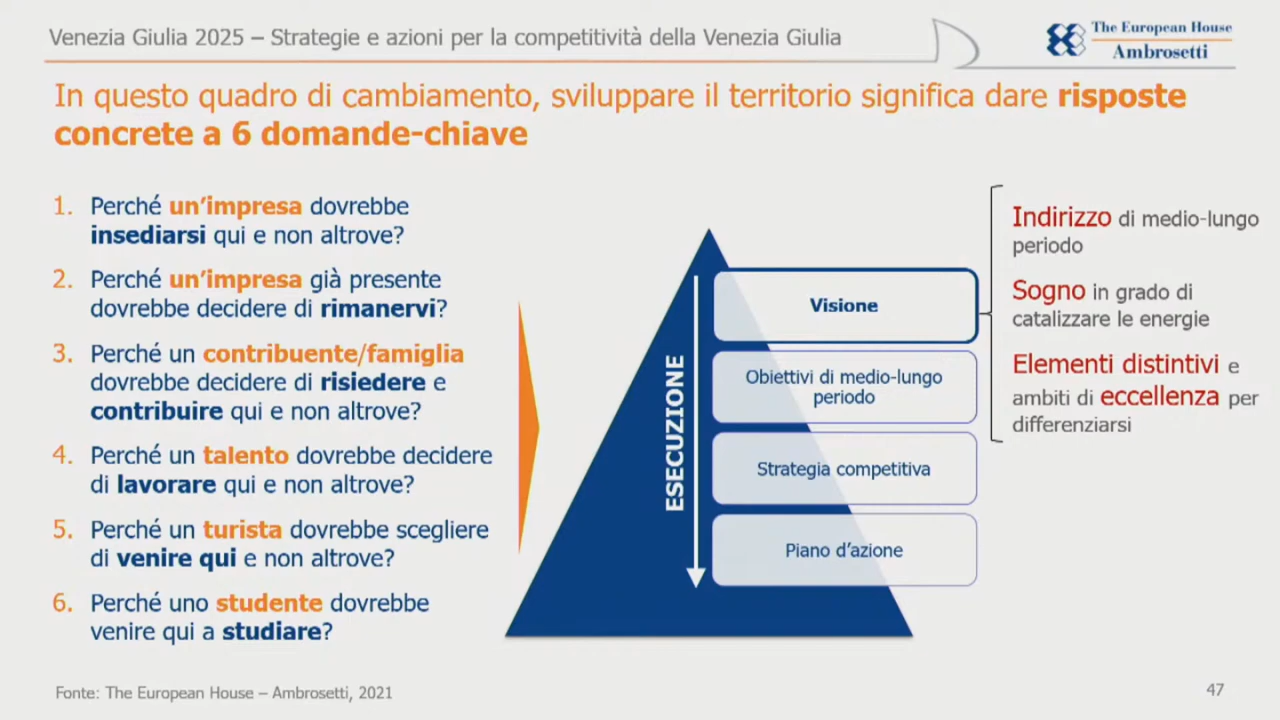 Venezia Giulia 2025 – Strategie e azioni per la competitività della Venezia Giulia
The European House
Ambrosetti
In questo quadro di cambiamento, sviluppare il territorio significa dare risposte
concrete a 6 domande-chiave
1. Perché un'impresa dovrebbe
insediarsi qui e non altrove?
2. Perché un'impresa già presente
dovrebbe decidere di rimanervi?
3. Perché un contribuente/famiglia
dovrebbe decidere di risiedere e
contribuire qui e non altrove?
4. Perché un talento dovrebbe decidere
di lavorare qui e non altrove?
5. Perché un turista dovrebbe scegliere
di venire qui e non altrove?
6. Perché uno studente dovrebbe
venire qui a studiare?
ESECUZIONE
Visione
Obiettivi di medio-lungo
periodo
Strategia competitiva
Piano d'azione
Indirizzo di medio-lungo
periodo
Sogno in grado di
catalizzare le energie
Elementi distintivi e
ambiti di eccellenza per
differenziarsi
Fonte: The European House – Ambrosetti, 2021
47